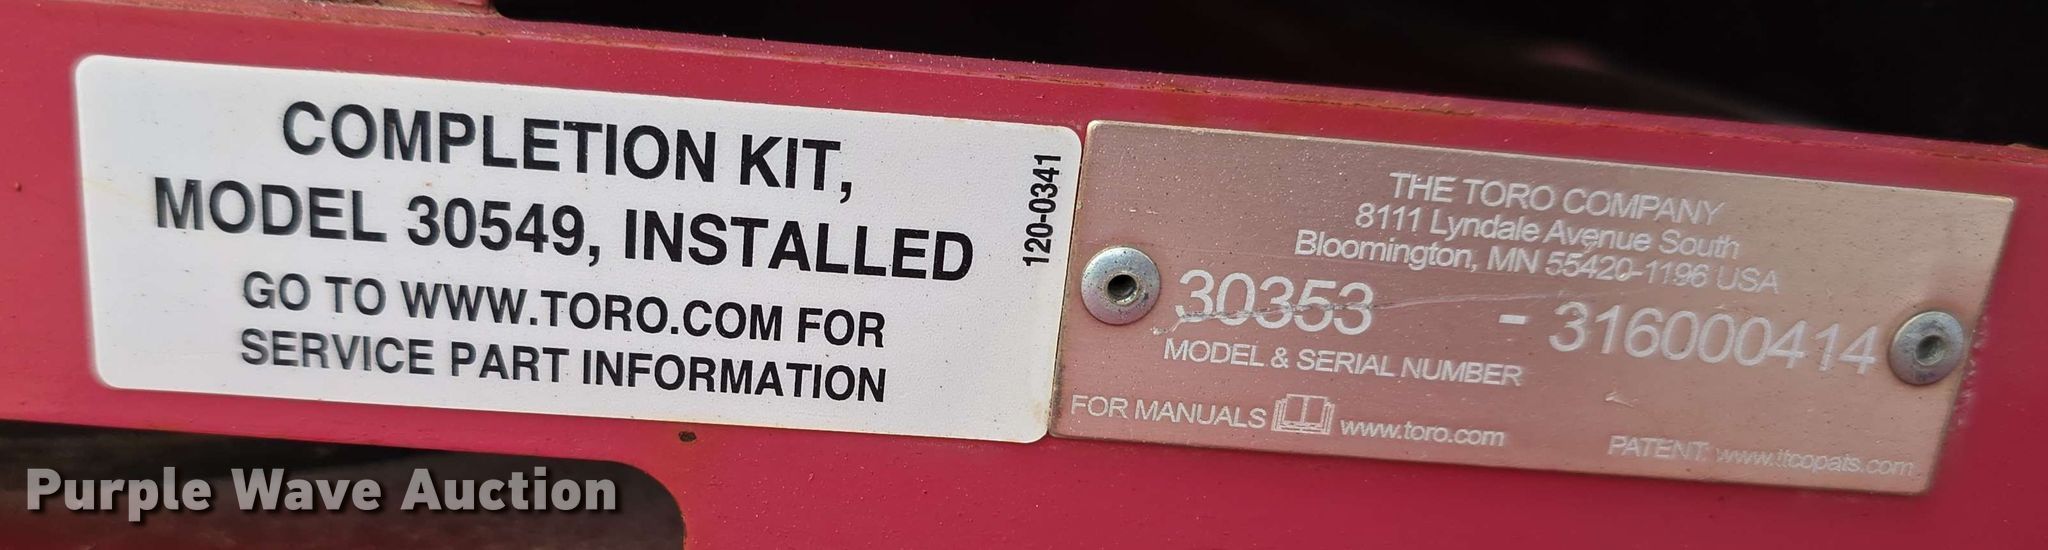 COMPLETION KIT,
MODEL 30549, INSTALLED
GO TO WWW.TORO.COM FOR
SERVICE PART INFORMATION
120-0341
THE TORO COMPANY
8111 Lyndale Avenue South
Bloomington, MN 55420-1196 USA
30353 - 316000414
MODEL & SERIAL NUMBER
FOR MANUALS www.toro.com
PATENT: www.ttcopats.com
Purple Wave Auction